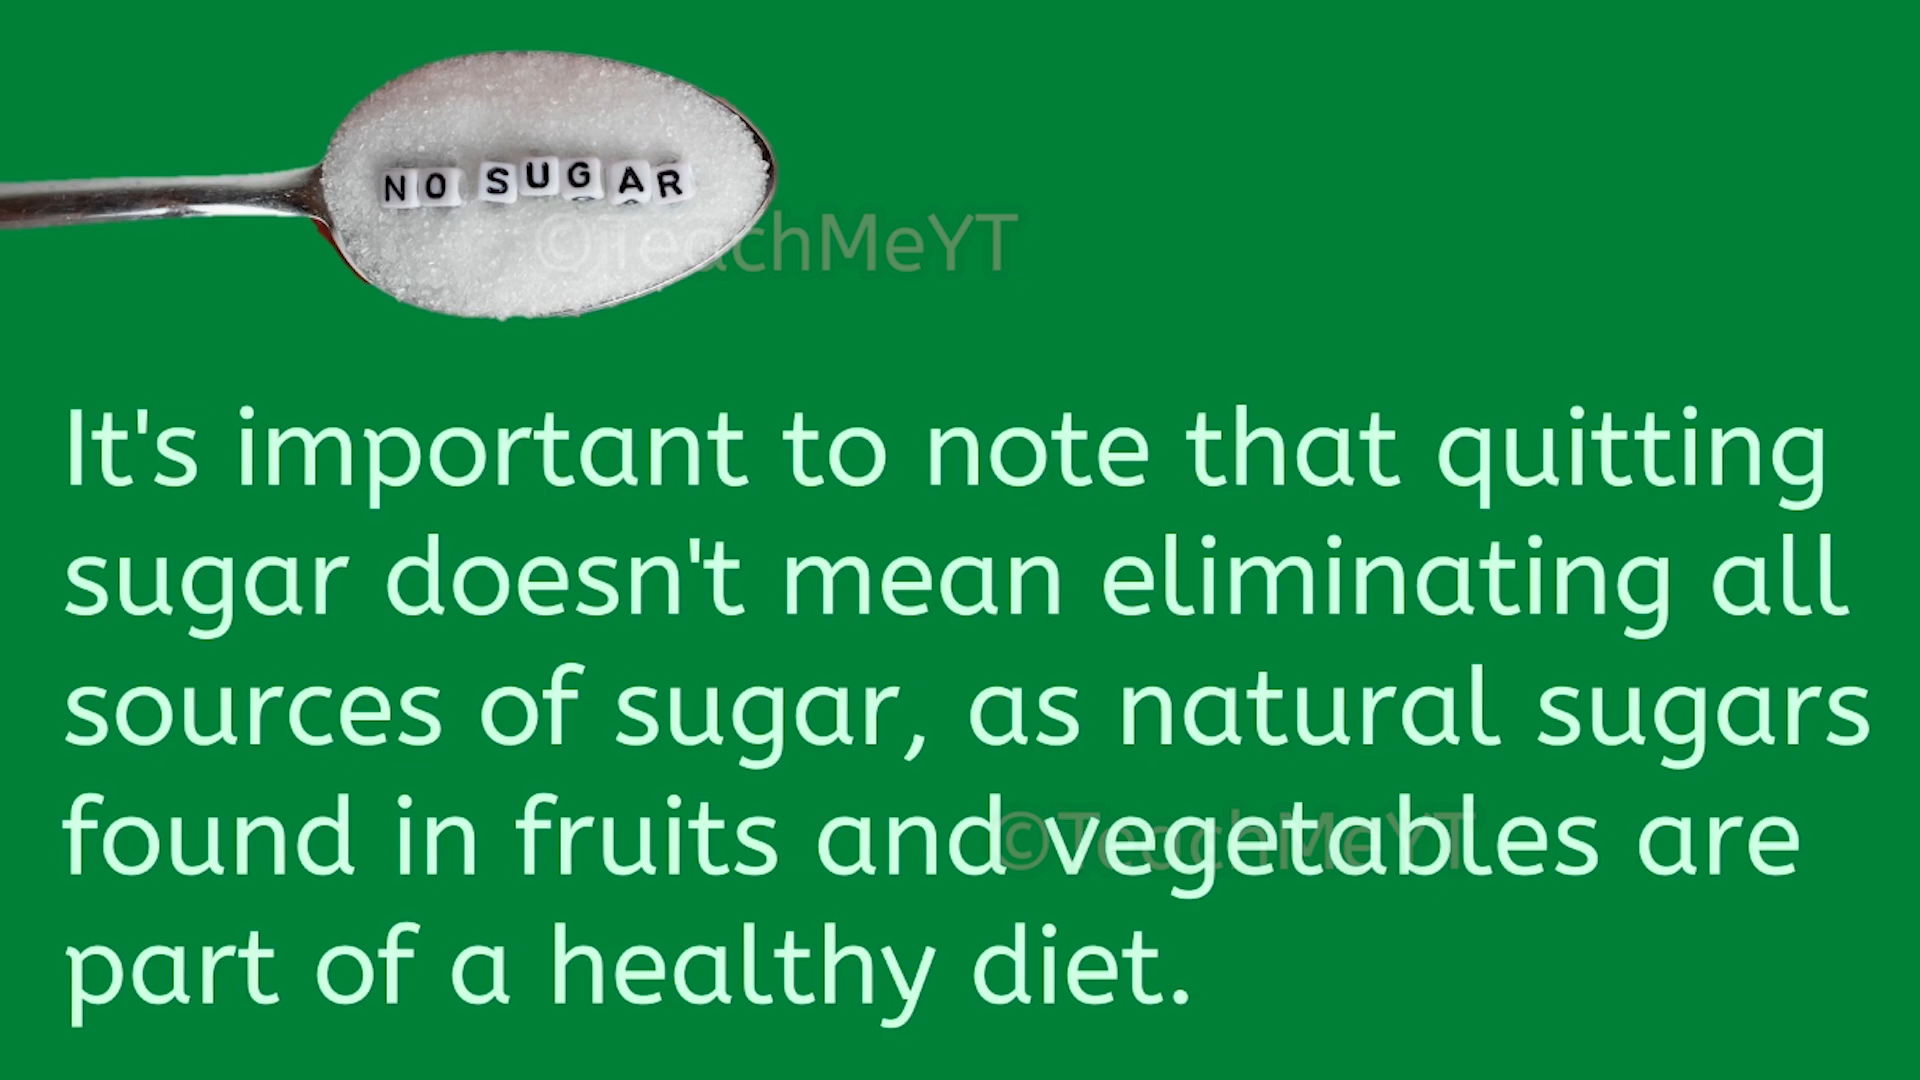 NO SUGAR
©TeachMeYT
It's important to note that quitting
sugar doesn't mean eliminating all
sources of sugar, as natural sugars
found in fruits and vegetables are
©TeachMeYT
part of a healthy diet.